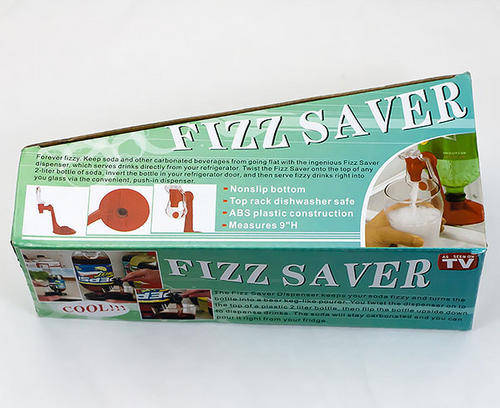 FIZZ SAVER
Forever fizzy. Keep soda and other carbonated beverages from going flat with the ingenious Fizz Saver
dispenser, which serves drinks directly from your refrigerator. Twist the Fizz Saver onto the top of any
2-liter bottle of soda, invert the bottle in your refrigerator door, and then serve fizzy drinks right into
you glass via the convenient, push-in dispenser.
Nonslip bottom
Top rack dishwasher safe
ABS plastic construction
Measures 9"H
FIZZ SAVER
AS SEEN ON
TV
The Fizz Saver Dispenser keeps your soda fizzy and turns the
bottle into a beer keg-like pourer. You twist the dispenser on to
the top of a plastic 2 liter bottle, then flip the bottle upside down
to dispense drinks. The soda will stay carbonated and you can
pour it right from your fridge.
COOL!!!